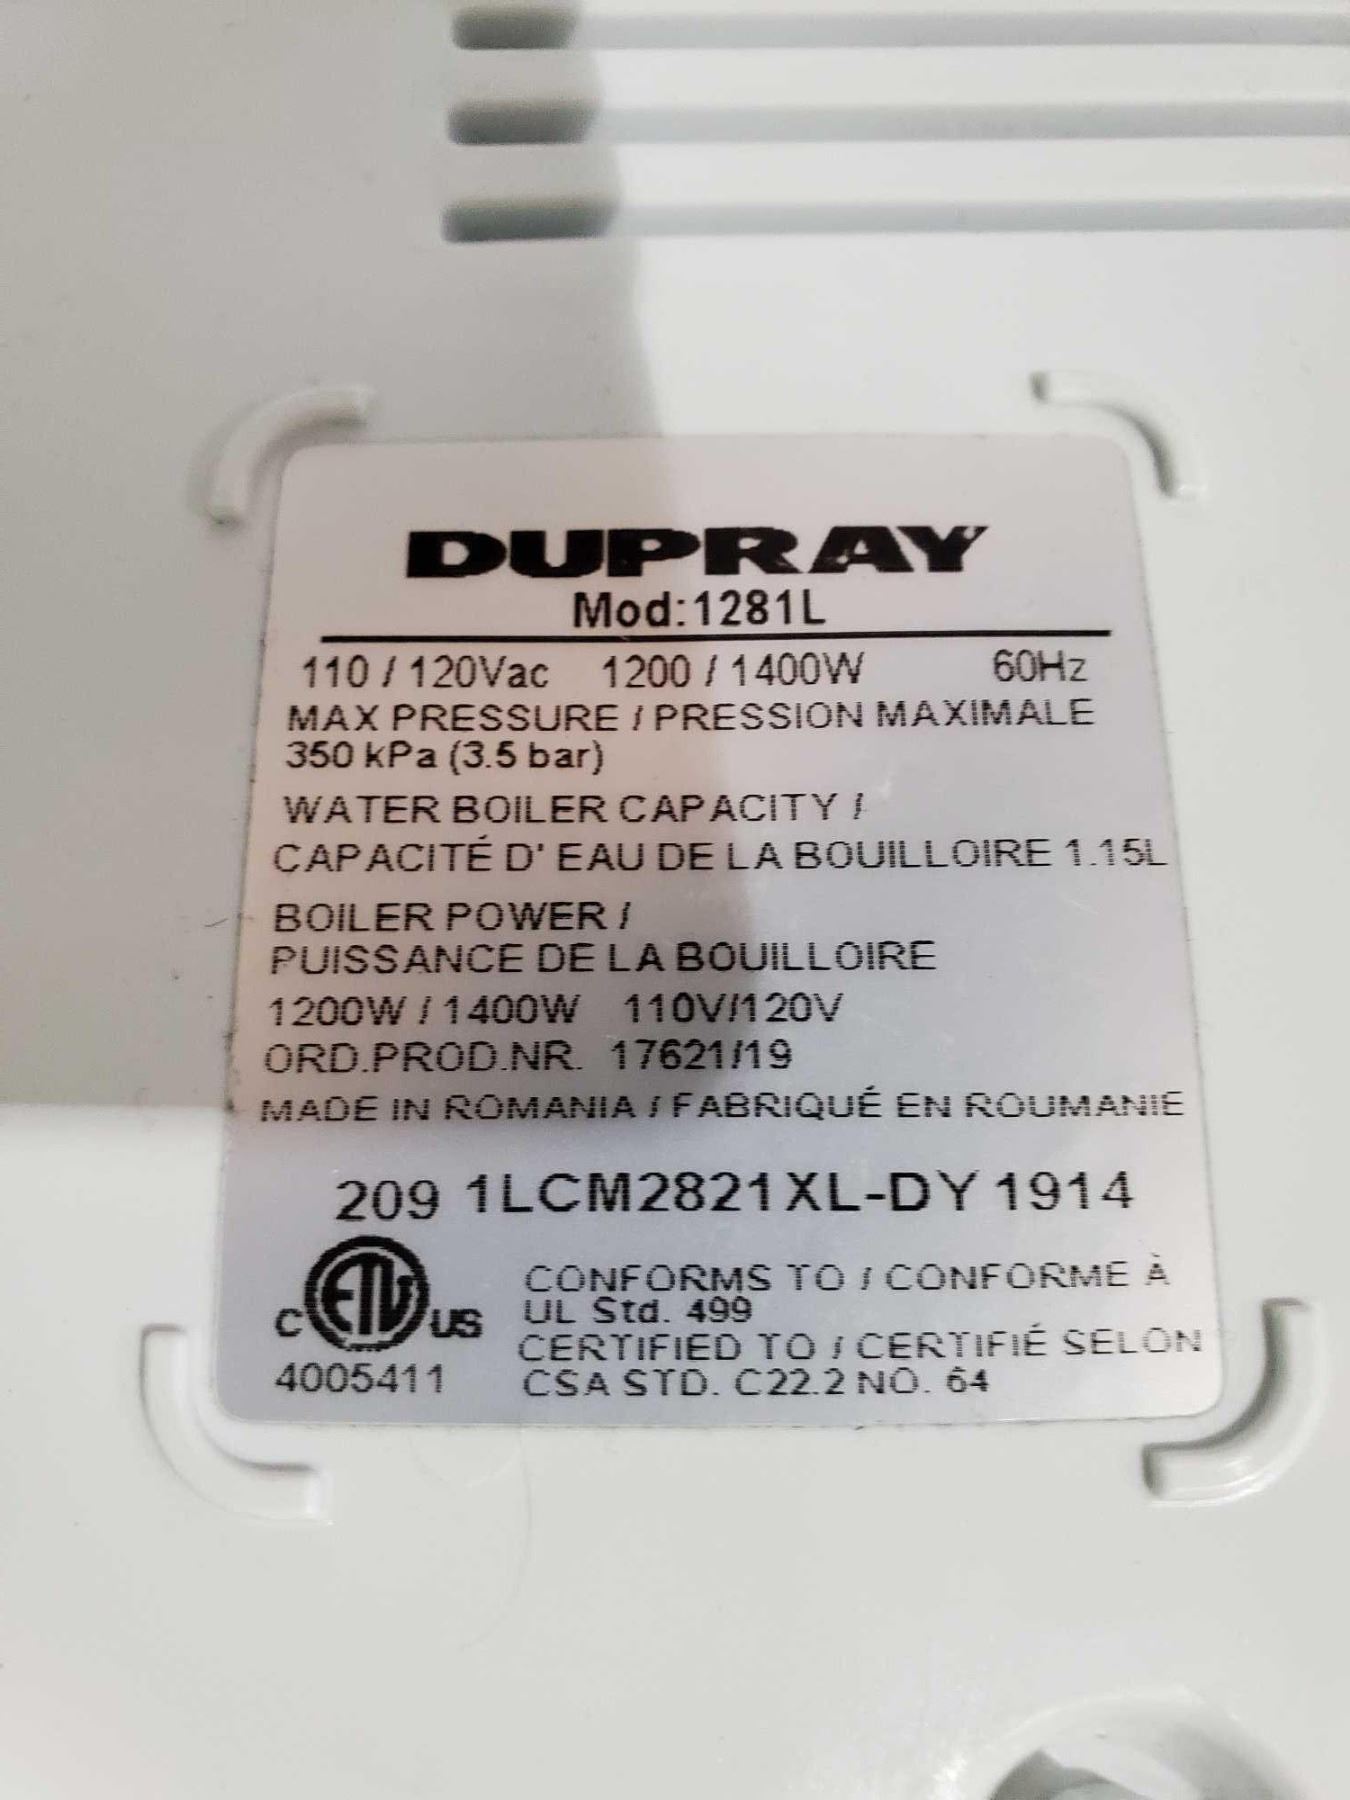 DUPRAY
Mod:1281L
110 / 120Vac 1200 / 1400W 60Hz
MAX PRESSURE / PRESSION MAXIMALE
350 kPa (3.5 bar)
WATER BOILER CAPACITY /
CAPACITÉ D' EAU DE LA BOUILLOIRE 1.15L
BOILER POWER /
PUISSANCE DE LA BOUILLOIRE
1200W / 1400W 110V/120V
ORD.PROD.NR. 17621/19
MADE IN ROMANIA / FABRIQUÉ EN ROUMANIE
209 1LCM2821XL-DY 1914
C ETL US
4005411
CONFORMS TO / CONFORME À
UL Std. 499
CERTIFIED TO / CERTIFIÉ SELON
CSA STD. C22.2 NO. 64